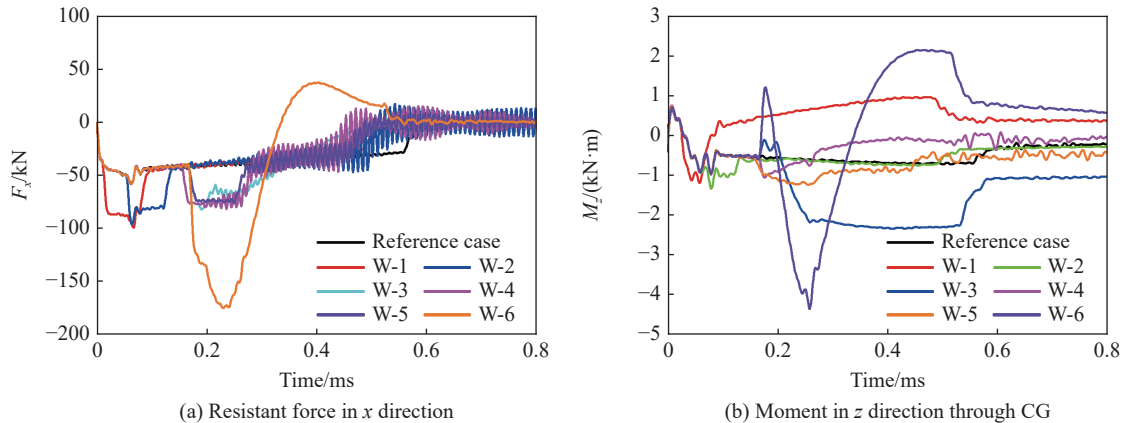 100
50
0
−50
−100
−150
−200
Fx/kN
Reference case
W-1 W-2
W-3 W-4
W-5 W-6
0 0.2 0.4 0.6 0.8
Time/ms
(a) Resistant force in x direction
3
2
1
0
−1
−2
−3
−4
−5
Mz/(kN·m)
Reference case
W-1 W-2
W-3 W-4
W-5 W-6
0 0.2 0.4 0.6 0.8
Time/ms
(b) Moment in z direction through CG